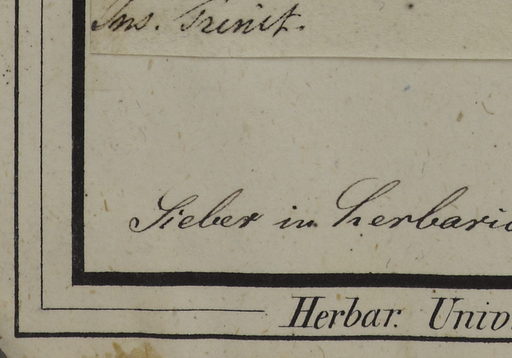 Ins. Trinit.
Sieber in herbario
Herbar. Univ